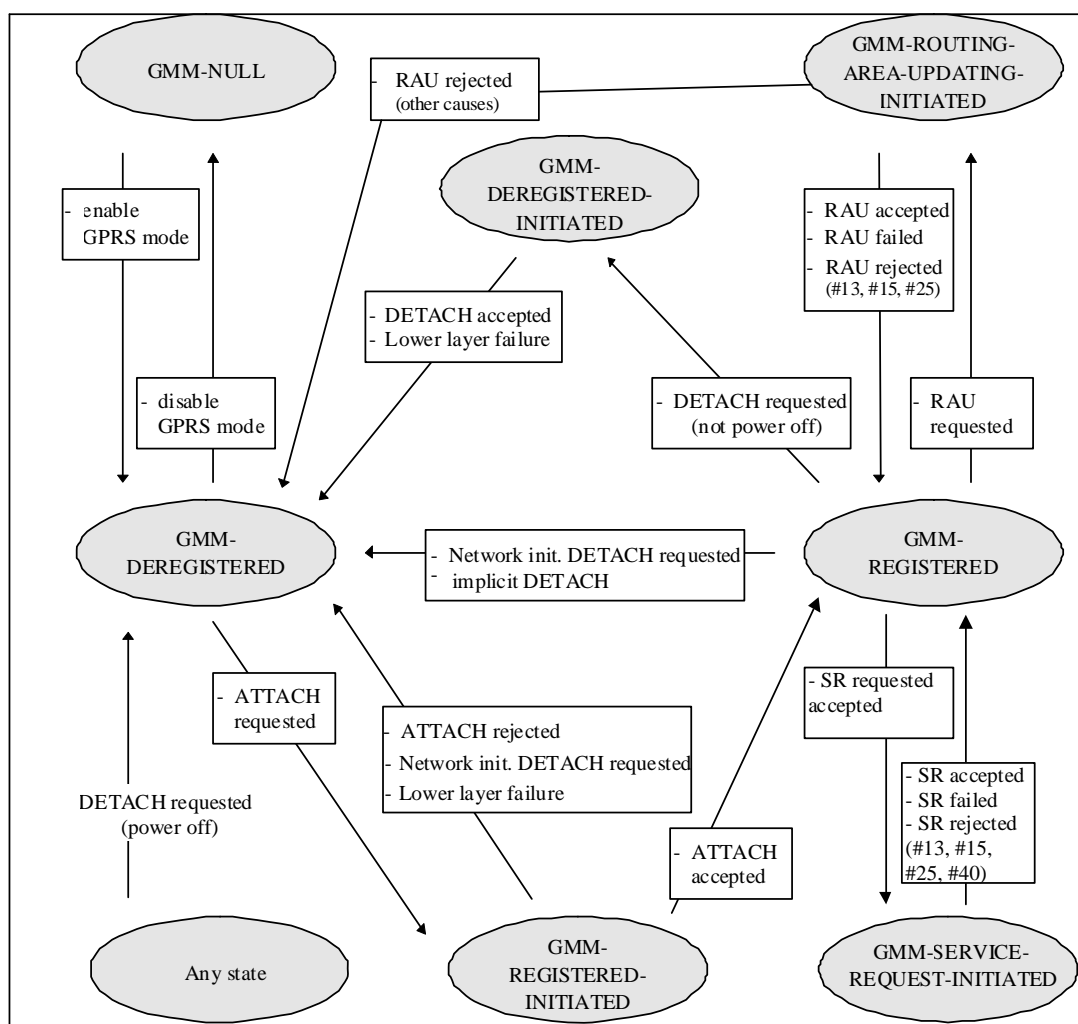 GMM-NULL
GMM-ROUTING-
AREA-UPDATING-
INITIATED
- RAU rejected
(other causes)
GMM-
DEREGISTERED-
INITIATED
- enable
GPRS mode
- RAU accepted
- RAU failed
- RAU rejected
(#13, #15, #25)
- DETACH accepted
- Lower layer failure
- disable
GPRS mode
- DETACH requested
(not power off)
- RAU
requested
GMM-
DEREGISTERED
- Network init. DETACH requested
- implicit DETACH
GMM-
REGISTERED
- ATTACH
requested
- ATTACH rejected
- Network init. DETACH requested
- Lower layer failure
- SR requested
accepted
DETACH requested
(power off)
- ATTACH
accepted
- SR accepted
- SR failed
- SR rejected
(#13, #15,
#25, #40)
Any state
GMM-
REGISTERED-
INITIATED
GMM-SERVICE-
REQUEST-INITIATED